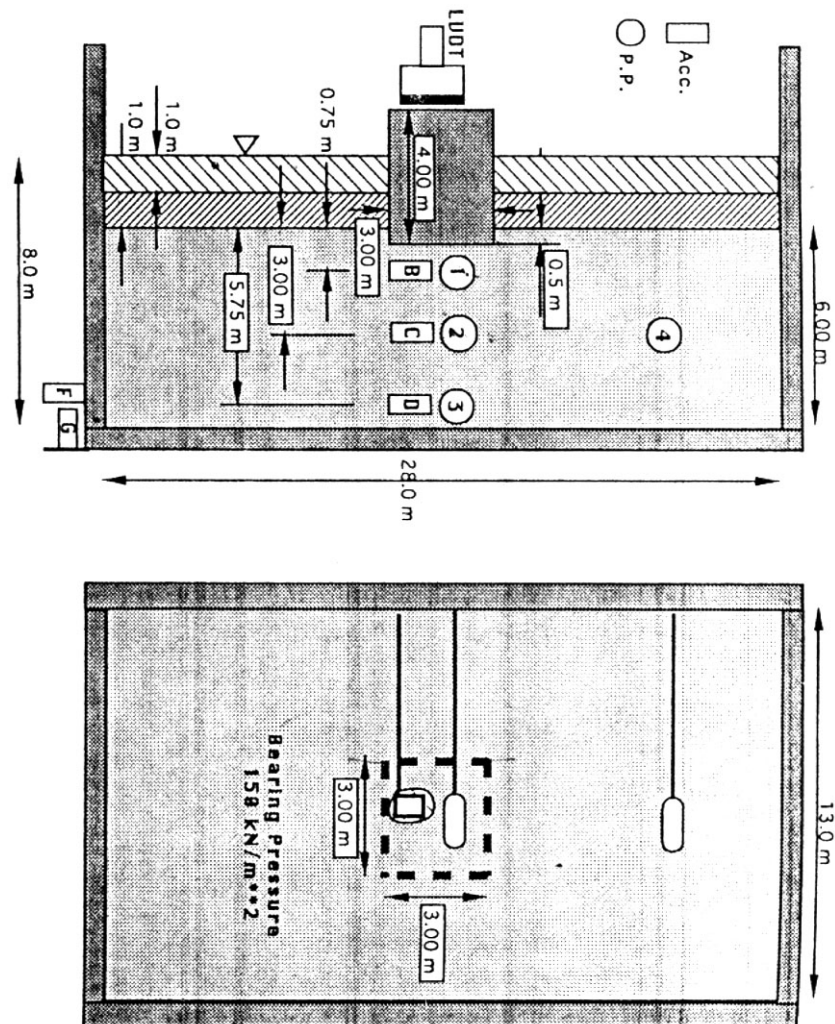 Acc.
P.P.
LUDT
4.00 m
1.0 m
1.0 m
0.75 m
3.00 m
3.00 m
5.75 m
0.5 m
6.00 m
8.0 m
B
1
C
2
D
3
4
F
G
28.0 m
13.0 m
3.00 m
3.00 m
Bearing Pressure
158 kN/m**2